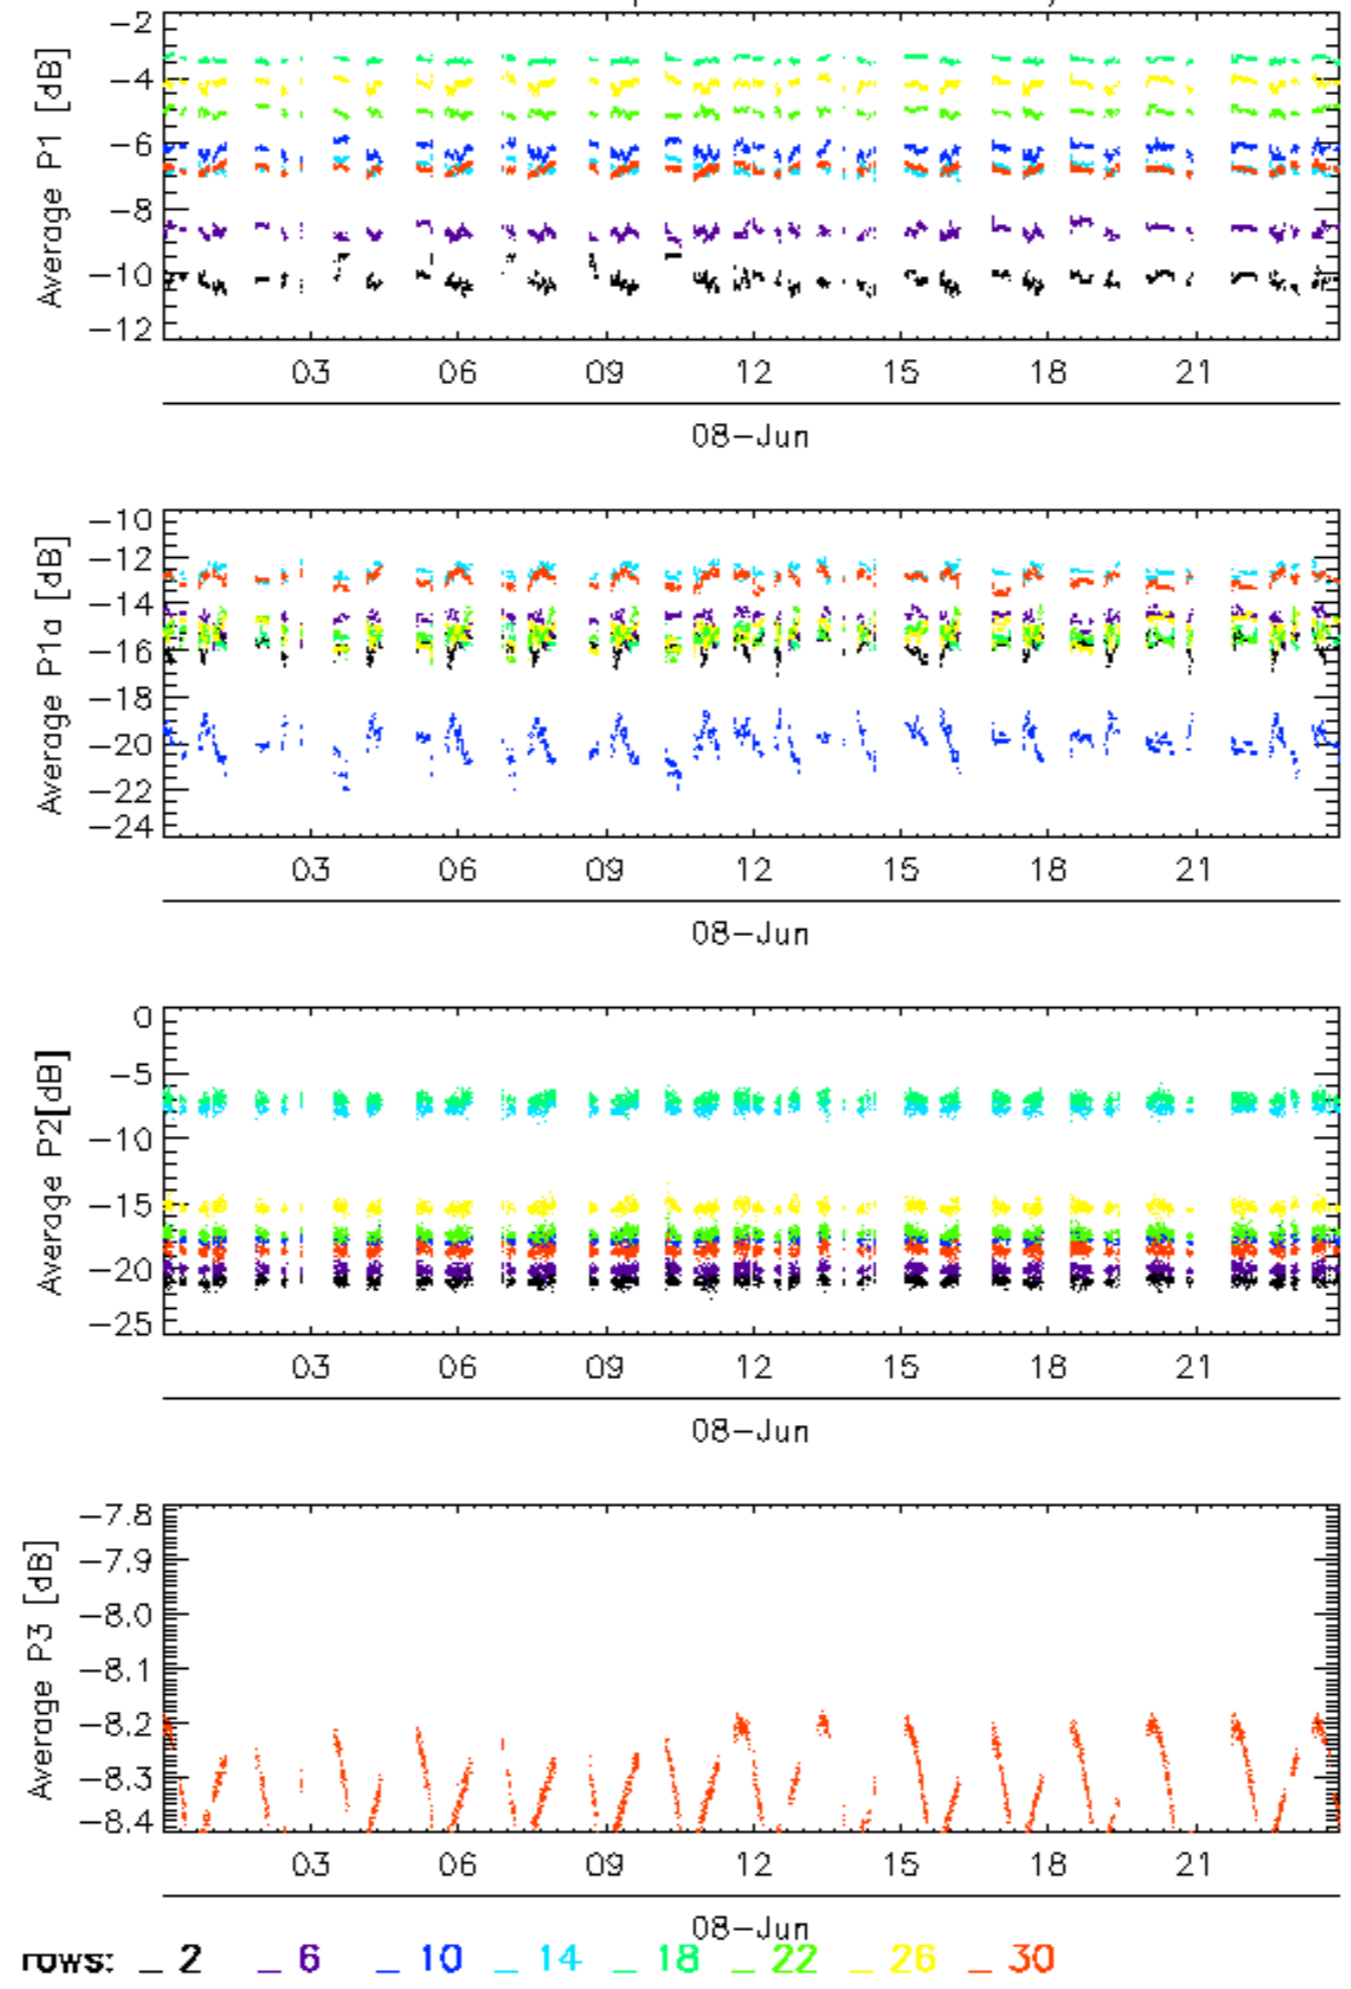 Average P1 [dB]
-2
-4
-6
-8
-10
-12
03 06 09 12 15 18 21
08-Jun
Average P1a [dB]
-10
-12
-14
-16
-18
-20
-22
-24
03 06 09 12 15 18 21
08-Jun
Average P2[dB]
0
-5
-10
-15
-20
-25
03 06 09 12 15 18 21
08-Jun
Average P3 [dB]
-7.8
-7.9
-8.0
-8.1
-8.2
-8.3
-8.4
03 06 09 12 15 18 21
08-Jun
rows: _ 2 _ 6 _ 10 _ 14 _ 18 _ 22 _ 26 _ 30